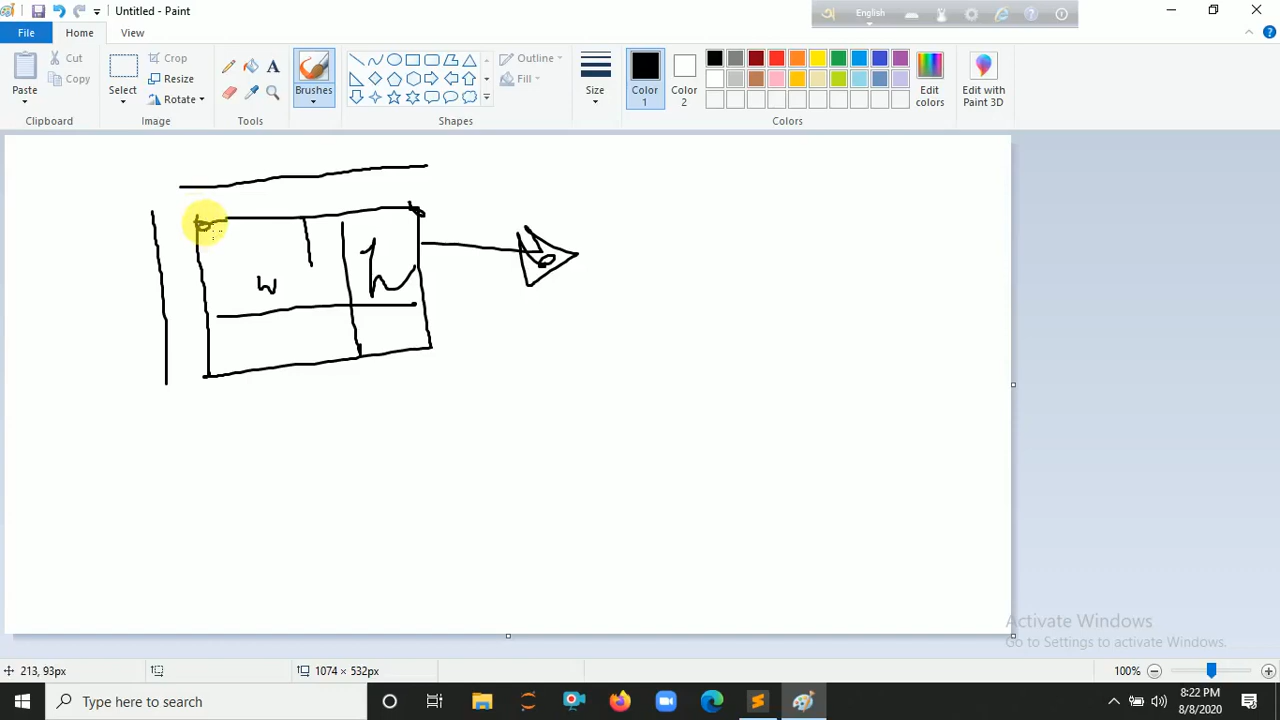 Untitled - Paint
English
File
Home
View
Paste
Cut
Copy
Clipboard
Select
Crop
Resize
Rotate
Image
Tools
Brushes
Shapes
Outline
Fill
Size
Color 1
Color 2
Colors
Edit colors
Edit with Paint 3D
w
h
Activate Windows
Go to Settings to activate Windows.
213, 93px
1074 × 532px
100%
Type here to search
8:22 PM
8/8/2020